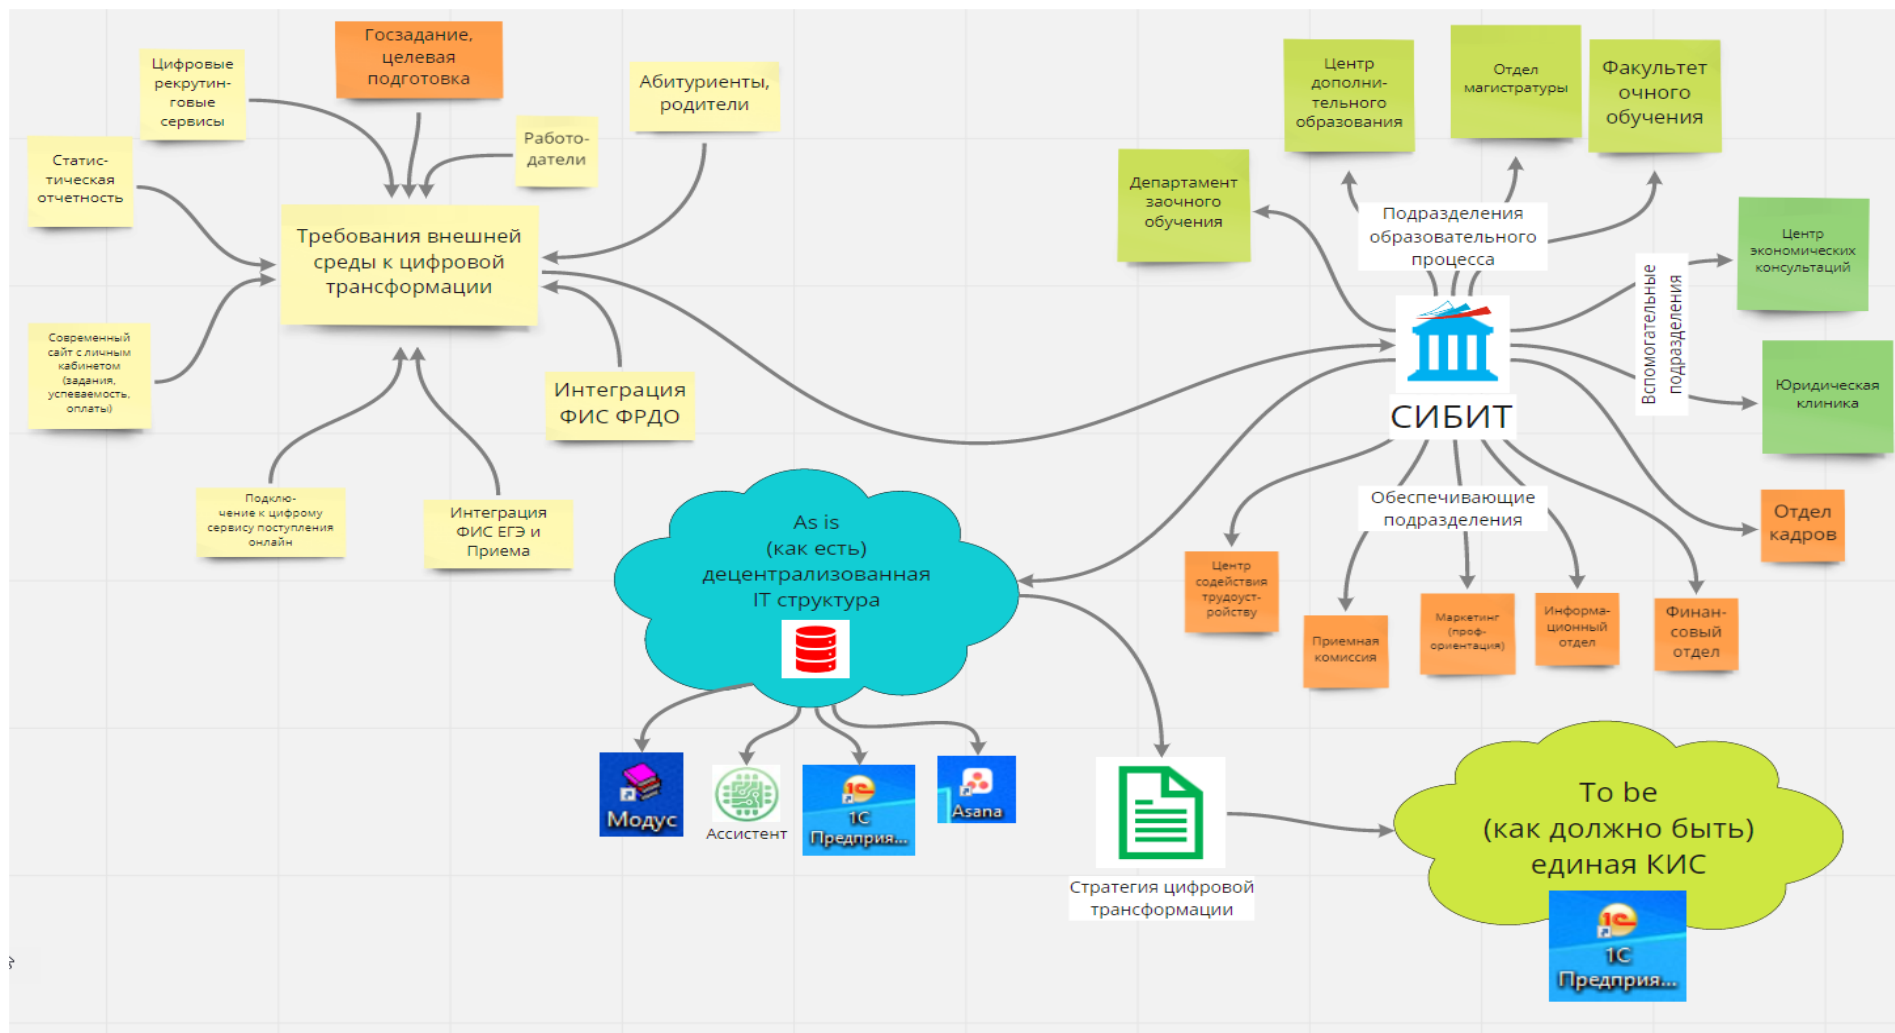 Госзадание,
целевая
подготовка
Цифровые
рекрутин-
говые
сервисы
Абитуриенты,
родители
Работо-
датели
Статис-
тическая
отчетность
Требования внешней
среды к цифровой
трансформации
Современный
сайт с личным
кабинетом
(задания,
успеваемость,
оплаты)
Интеграция
ФИС ФРДО
Подклю-
чение к цифрому
сервису поступления
онлайн
Интеграция
ФИС ЕГЭ и
Приема
Центр
дополни-
тельного
образования
Отдел
магистратуры
Факультет
очного
обучения
Департамент
заочного
обучения
Подразделения
образовательного
процесса
Центр
экономических
консультаций
Вспомогательные
подразделения
Юридическая
клиника
СИБИТ
Обеспечивающие
подразделения
Отдел
кадров
Центр
содействия
трудоуст-
ройству
Приемная
комиссия
Маркетинг
(проф-
ориентация)
Информа-
ционный
отдел
Финан-
совый
отдел
As is
(как есть)
децентрализованная
IT структура
Модус
Ассистент
1С
Предприя...
Asana
Стратегия цифровой
трансформации
To be
(как должно быть)
единая КИС
1С
Предприя...